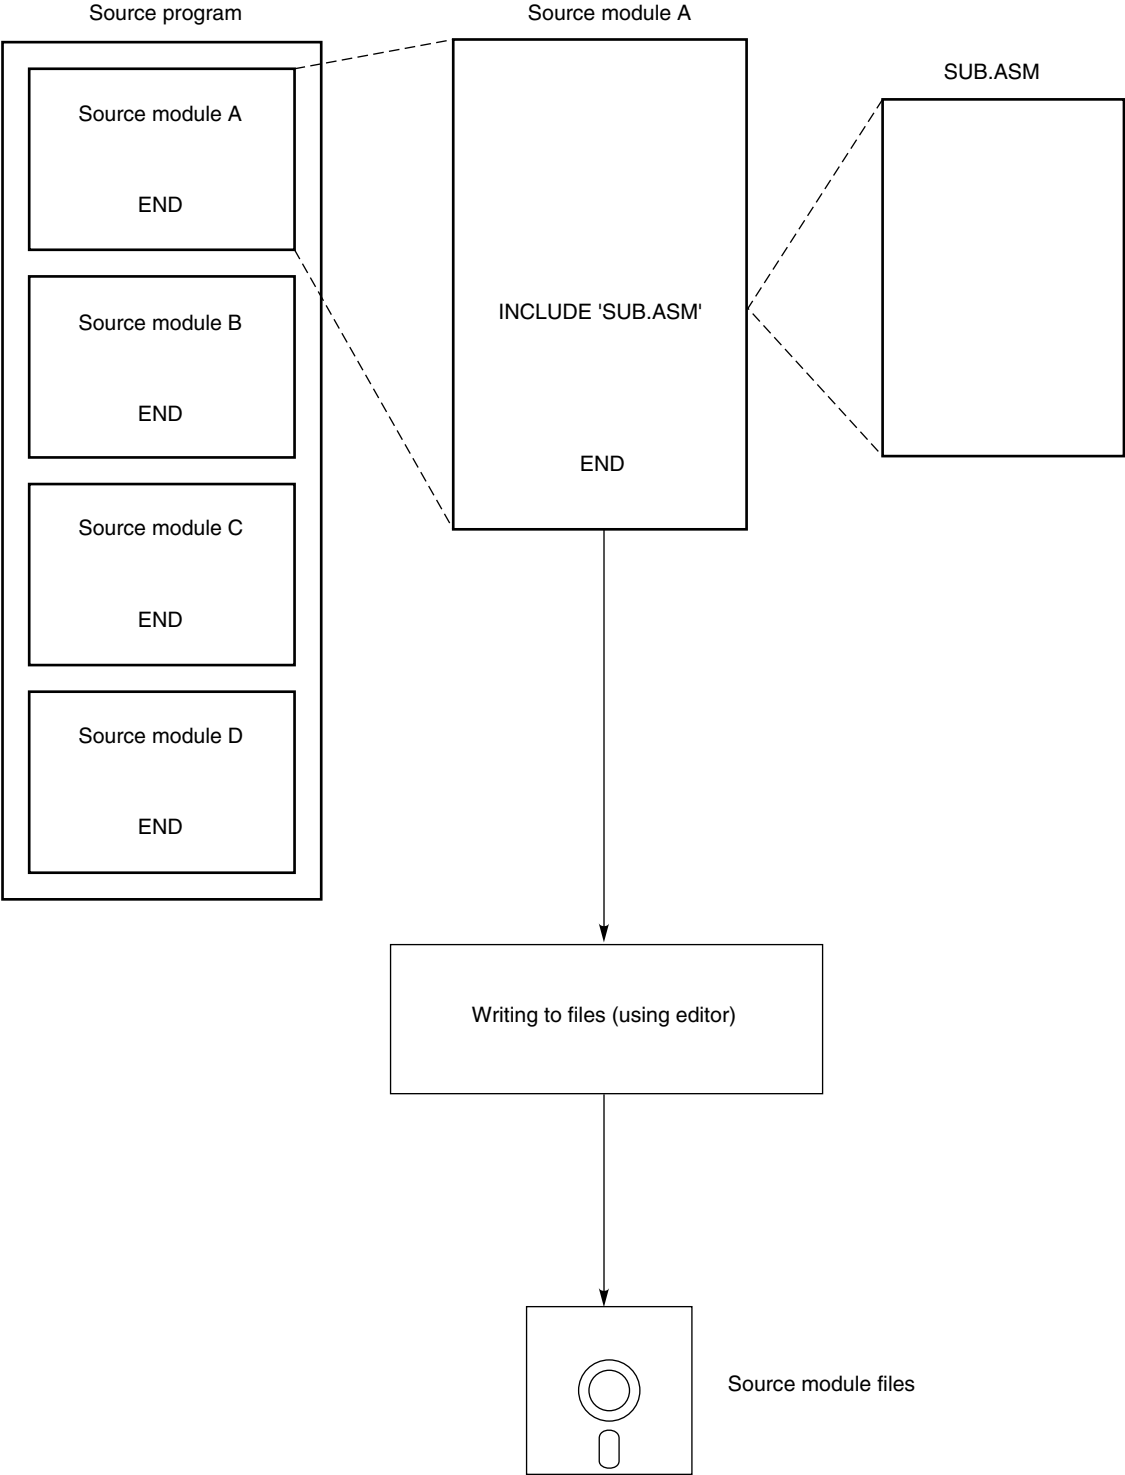 Source program
Source module A
END
Source module B
END
Source module C
END
Source module D
END
Source module A
INCLUDE 'SUB.ASM'
END
SUB.ASM
Writing to files (using editor)
Source module files